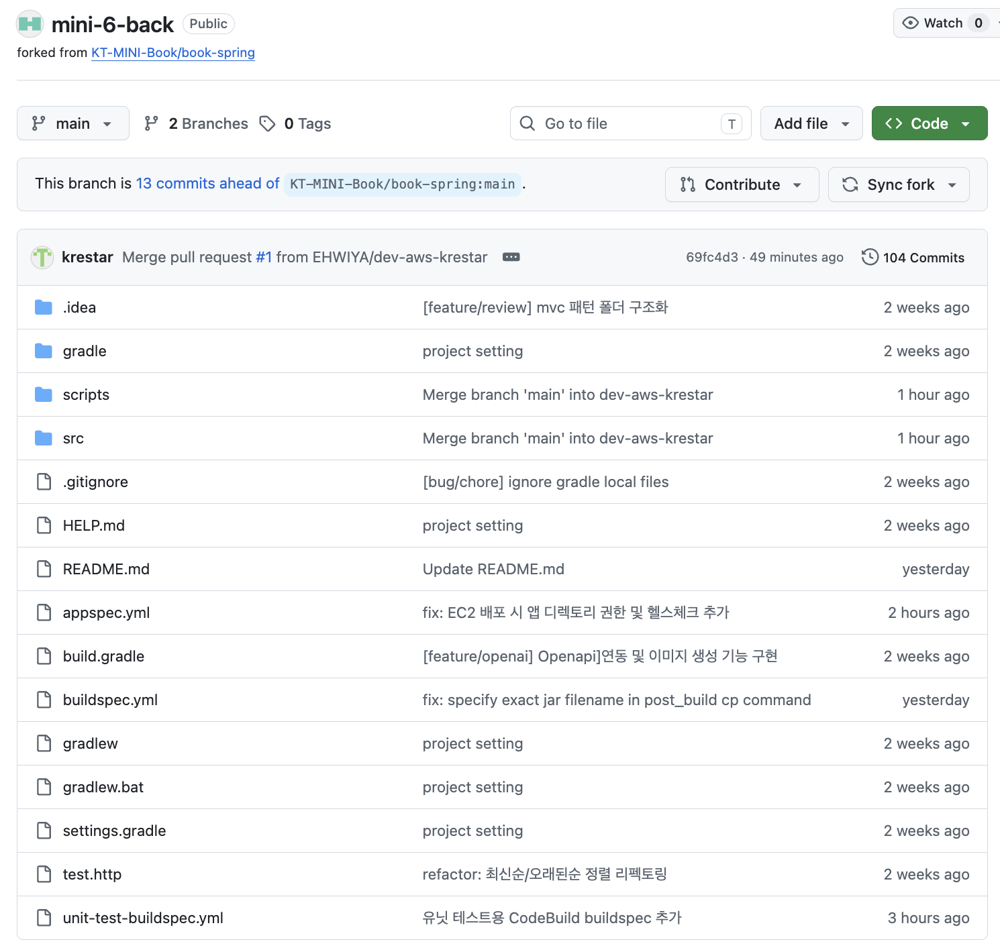 mini-6-back Public Watch 0
forked from KT-MINI-Book/book-spring
main 2 Branches 0 Tags Go to file T Add file Code
This branch is 13 commits ahead of KT-MINI-Book/book-spring:main. Contribute Sync fork
krestar Merge pull request #1 from EHWIYA/dev-aws-krestar 69fc4d3 · 49 minutes ago 104 Commits
.idea [feature/review] mvc 패턴 폴더 구조화 2 weeks ago
gradle project setting 2 weeks ago
scripts Merge branch 'main' into dev-aws-krestar 1 hour ago
src Merge branch 'main' into dev-aws-krestar 1 hour ago
.gitignore [bug/chore] ignore gradle local files 2 weeks ago
HELP.md project setting 2 weeks ago
README.md Update README.md yesterday
appspec.yml fix: EC2 배포 시 앱 디렉토리 권한 및 헬스체크 추가 2 hours ago
build.gradle [feature/openai] Openapi]연동 및 이미지 생성 기능 구현 2 weeks ago
buildspec.yml fix: specify exact jar filename in post_build cp command yesterday
gradlew project setting 2 weeks ago
gradlew.bat project setting 2 weeks ago
settings.gradle project setting 2 weeks ago
test.http refactor: 최신순/오래된순 정렬 리펙토링 2 weeks ago
unit-test-buildspec.yml 유닛 테스트용 CodeBuild buildspec 추가 3 hours ago